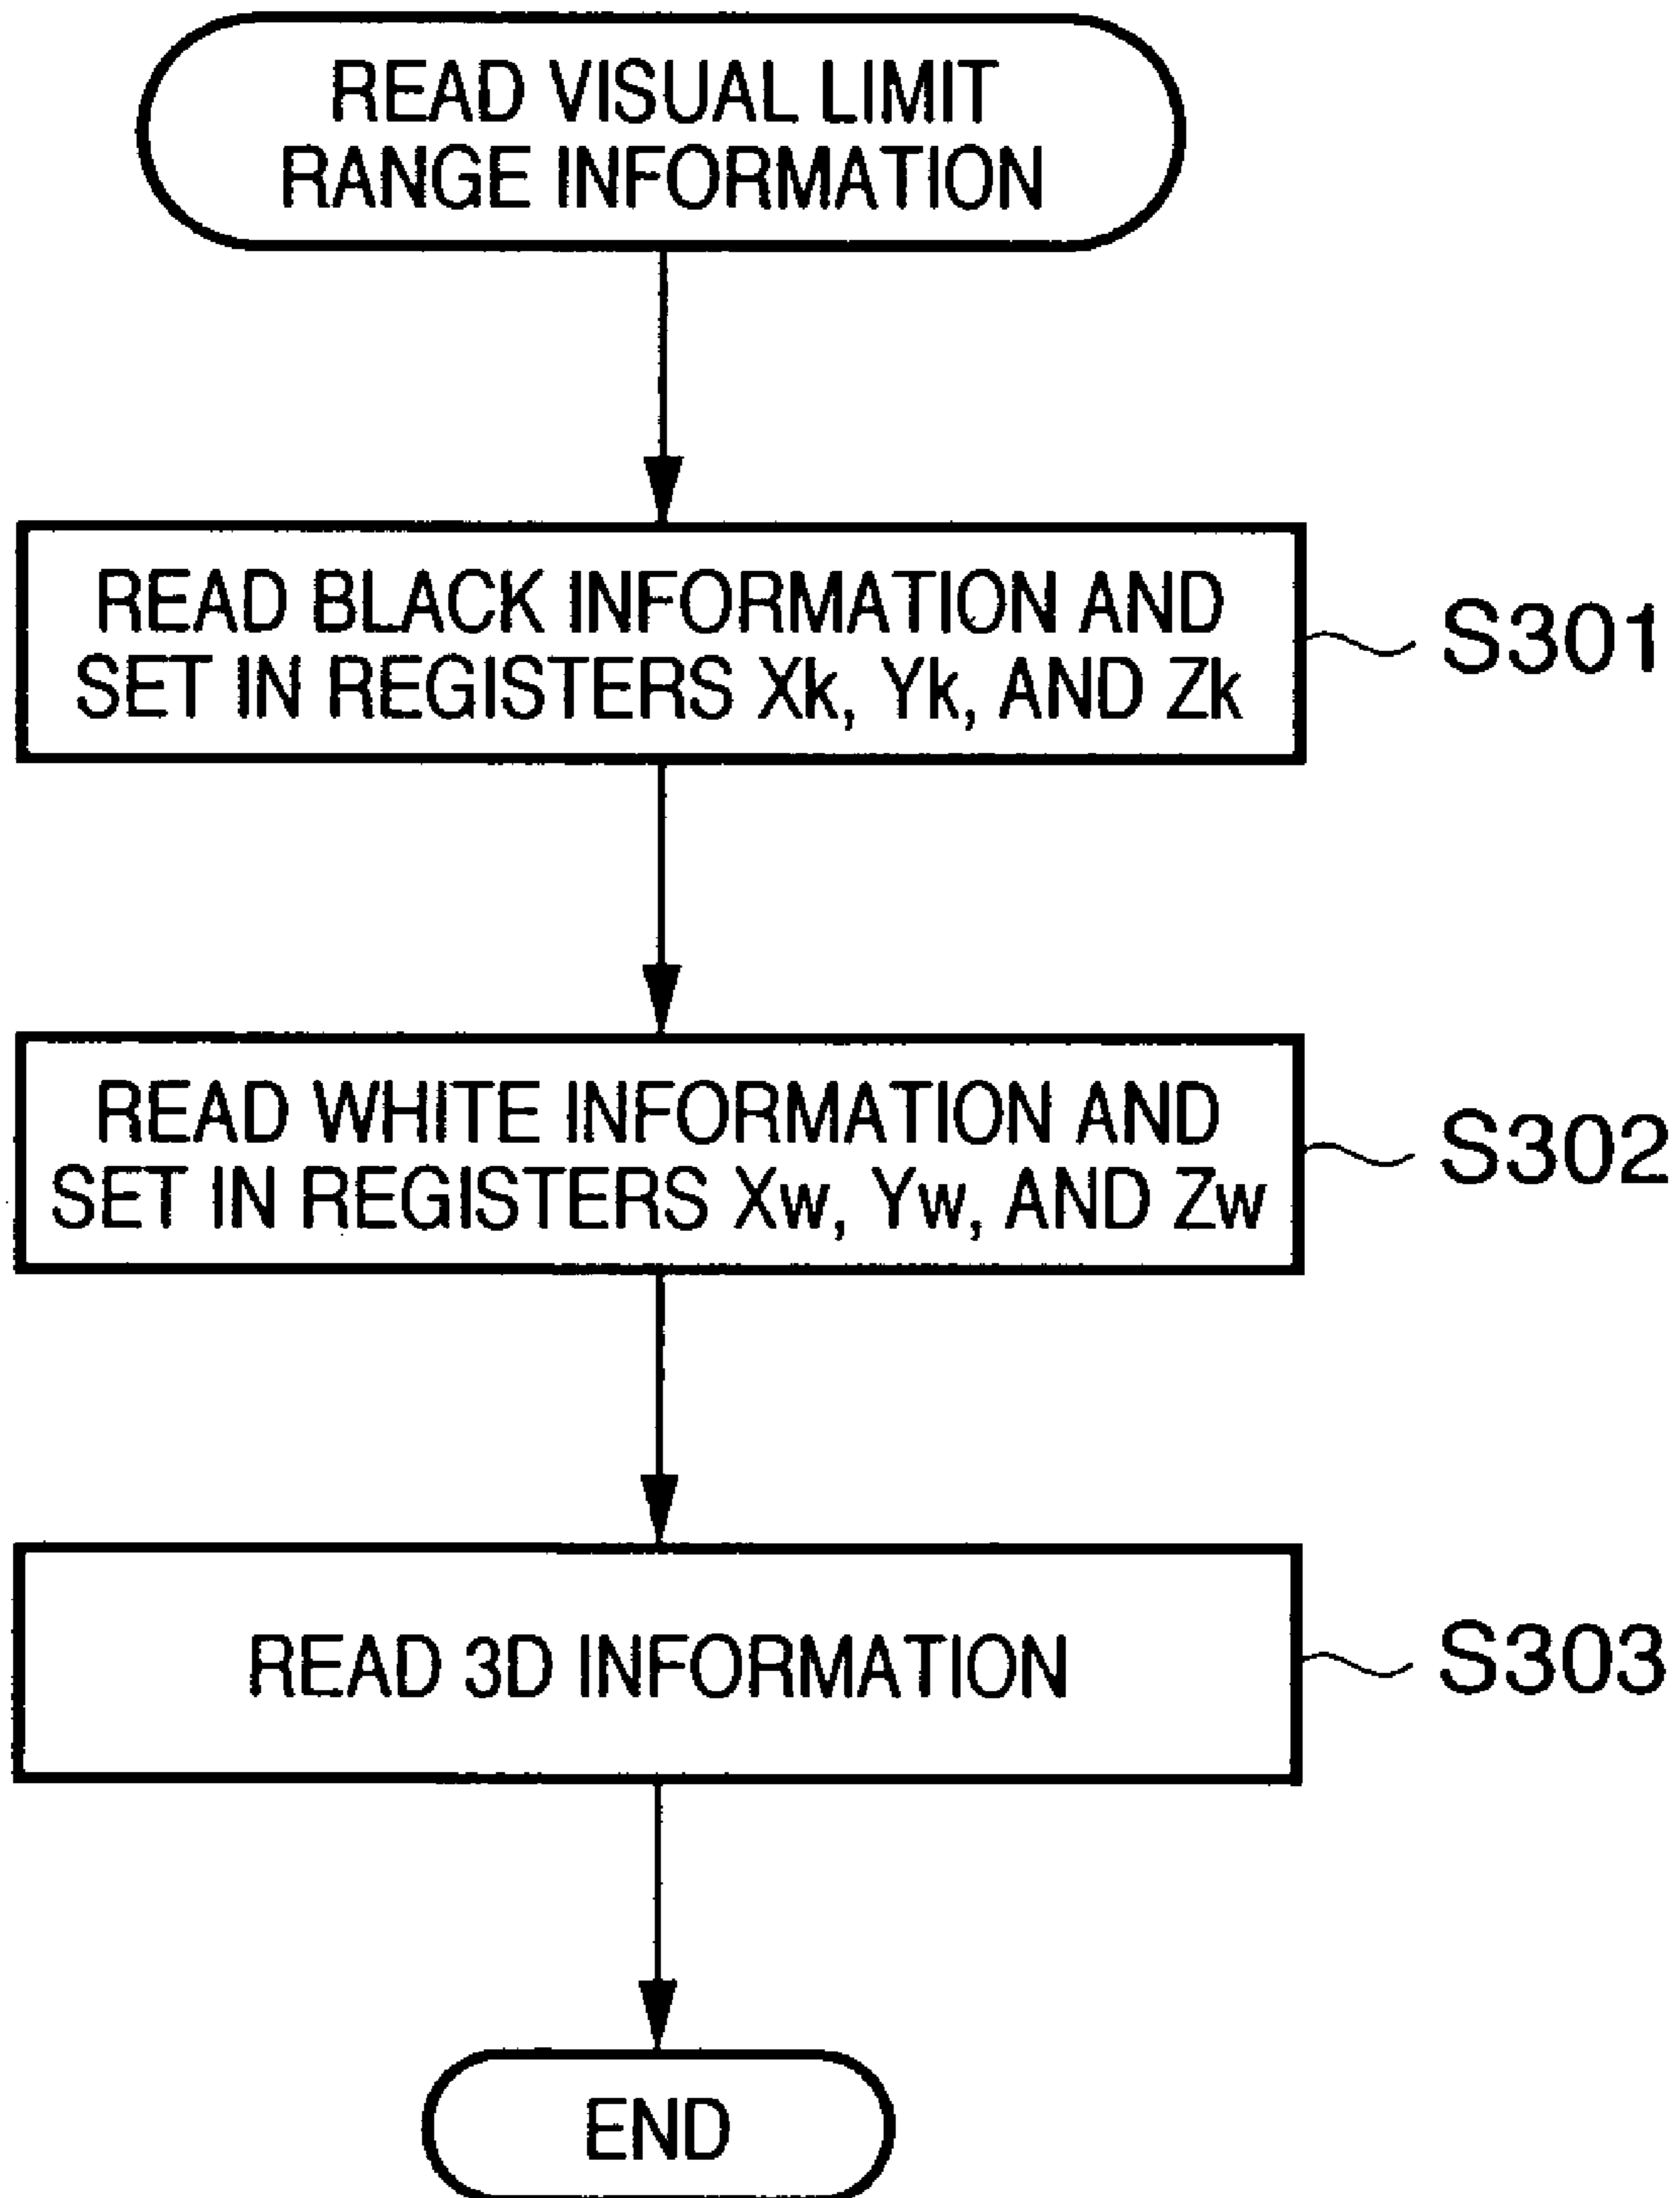 READ VISUAL LIMIT
RANGE INFORMATION
READ BLACK INFORMATION AND
SET IN REGISTERS Xk, Yk, AND Zk
S301
READ WHITE INFORMATION AND
SET IN REGISTERS Xw, Yw, AND Zw
S302
READ 3D INFORMATION
S303
END